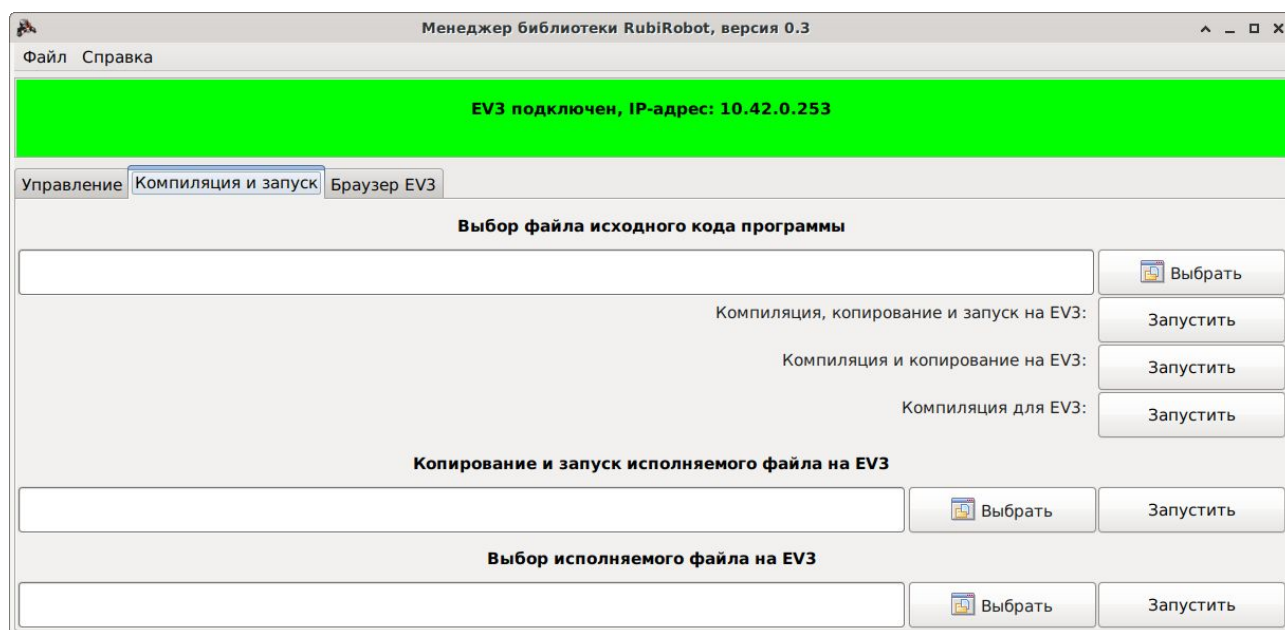 Менеджер библиотеки RubiRobot, версия 0.3
Файл Справка
EV3 подключен, IP-адрес: 10.42.0.253
Управление Компиляция и запуск Браузер EV3
Выбор файла исходного кода программы
Выбрать
Компиляция, копирование и запуск на EV3: Запустить
Компиляция и копирование на EV3: Запустить
Компиляция для EV3: Запустить
Копирование и запуск исполняемого файла на EV3
Выбрать Запустить
Выбор исполняемого файла на EV3
Выбрать Запустить